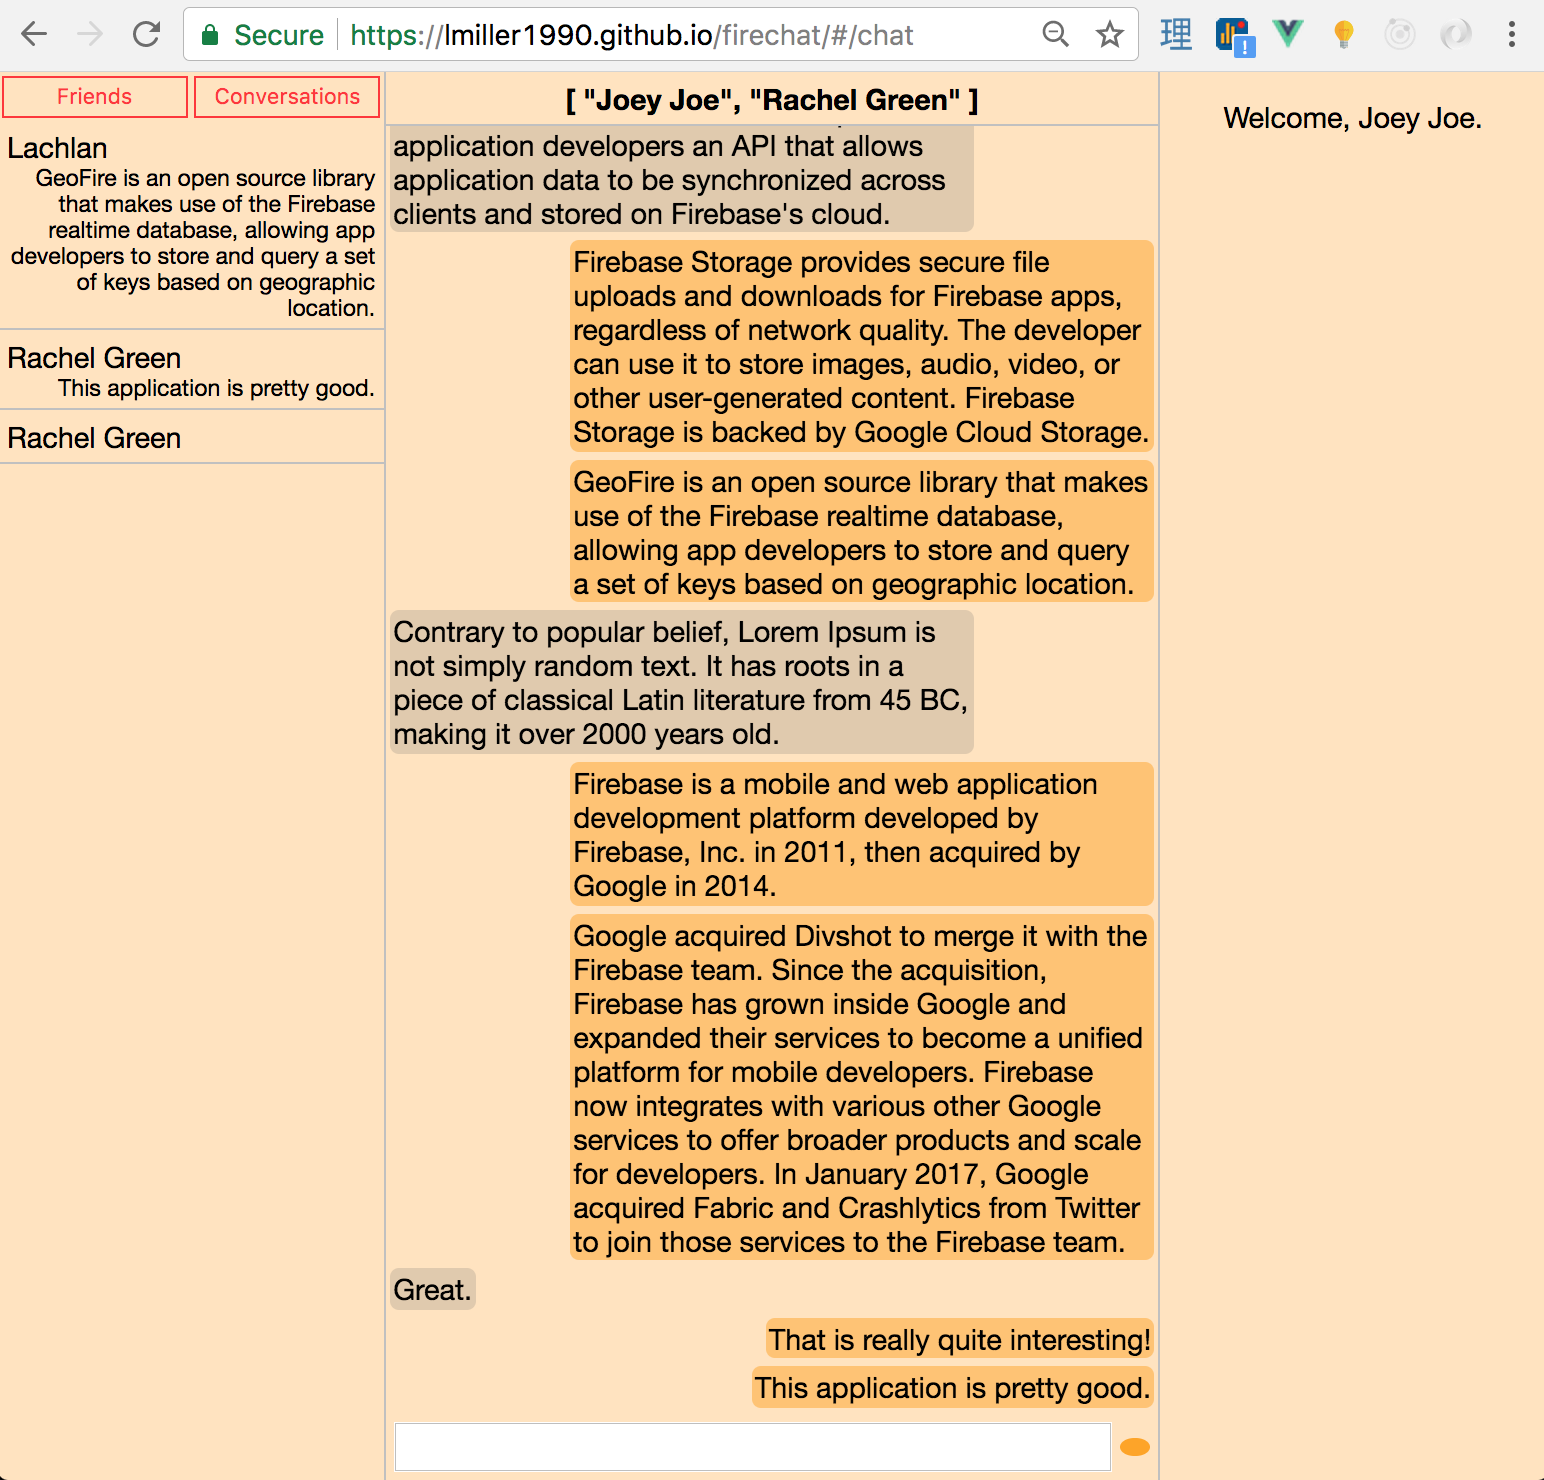 Secure https://lmiller1990.github.io/firechat/#/chat 理 !
Friends Conversations
Lachlan
GeoFire is an open source library
that makes use of the Firebase
realtime database, allowing app
developers to store and query a set
of keys based on geographic
location.
Rachel Green
This application is pretty good.
Rachel Green
[ "Joey Joe", "Rachel Green" ]
application developers an API that allows
application data to be synchronized across
clients and stored on Firebase's cloud.
Firebase Storage provides secure file
uploads and downloads for Firebase apps,
regardless of network quality. The developer
can use it to store images, audio, video, or
other user-generated content. Firebase
Storage is backed by Google Cloud Storage.
GeoFire is an open source library that makes
use of the Firebase realtime database,
allowing app developers to store and query
a set of keys based on geographic location.
Contrary to popular belief, Lorem Ipsum is
not simply random text. It has roots in a
piece of classical Latin literature from 45 BC,
making it over 2000 years old.
Firebase is a mobile and web application
development platform developed by
Firebase, Inc. in 2011, then acquired by
Google in 2014.
Google acquired Divshot to merge it with the
Firebase team. Since the acquisition,
Firebase has grown inside Google and
expanded their services to become a unified
platform for mobile developers. Firebase
now integrates with various other Google
services to offer broader products and scale
for developers. In January 2017, Google
acquired Fabric and Crashlytics from Twitter
to join those services to the Firebase team.
Great.
That is really quite interesting!
This application is pretty good.
Welcome, Joey Joe.